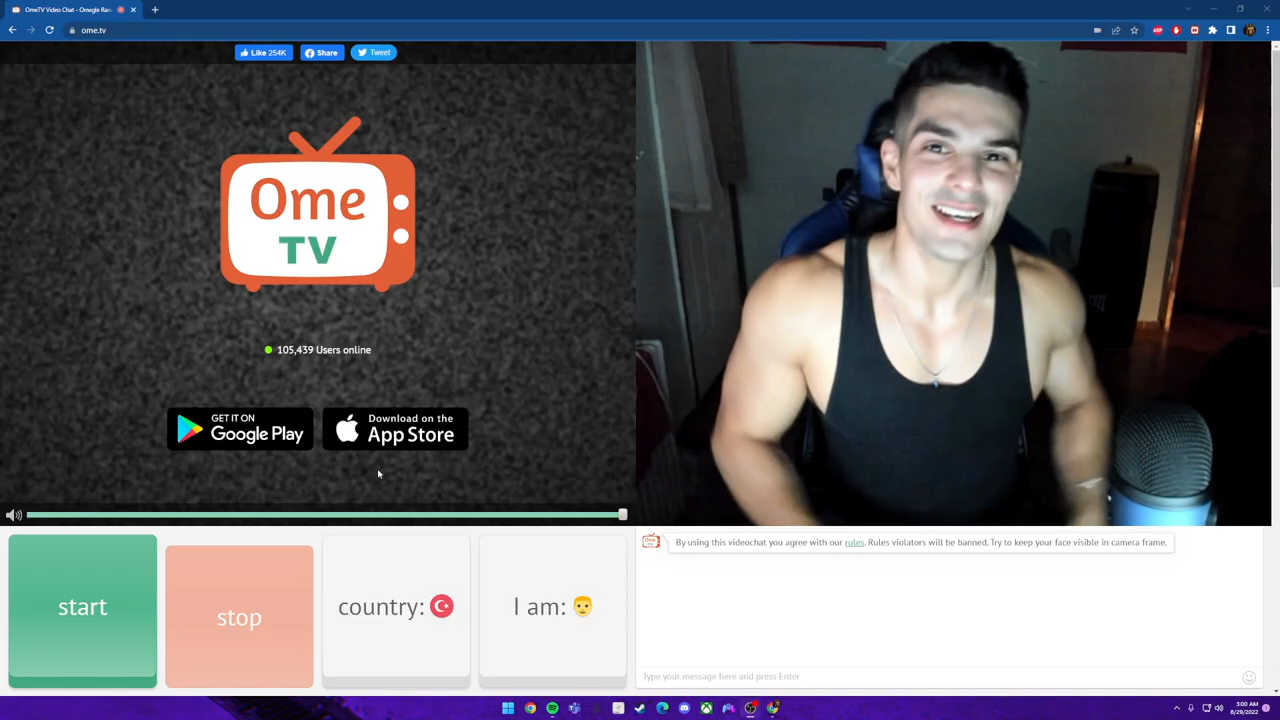 OmeTV Video Chat - Omegle Ran
ome.tv
Like 254K
Share
Tweet
Ome
TV
105,439 Users online
GET IT ON
Google Play
Download on the
App Store
start
stop
country:
I am:
By using this videochat you agree with our rules. Rules violators will be banned. Try to keep your face visible in camera frame.
Type your message here and press Enter
5:00 AM
8/29/2022